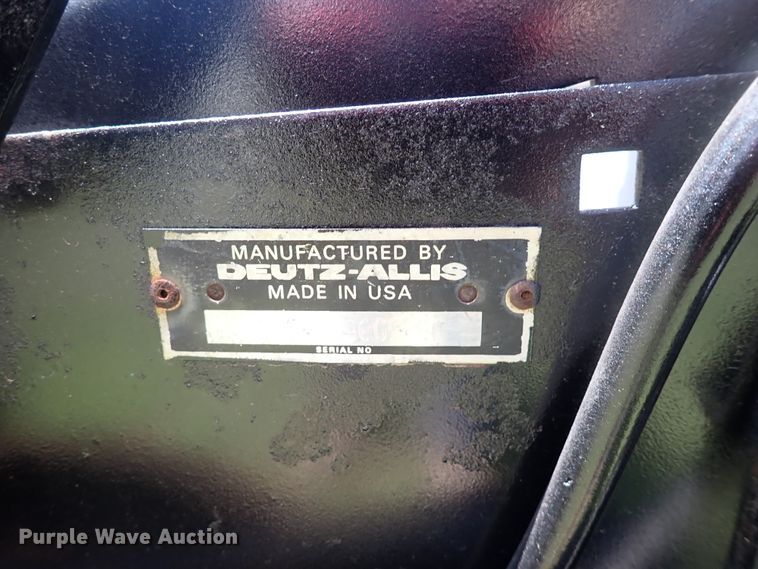 MANUFACTURED BY
DEUTZ-ALLIS
MADE IN USA
SERIAL NO
Purple Wave Auction